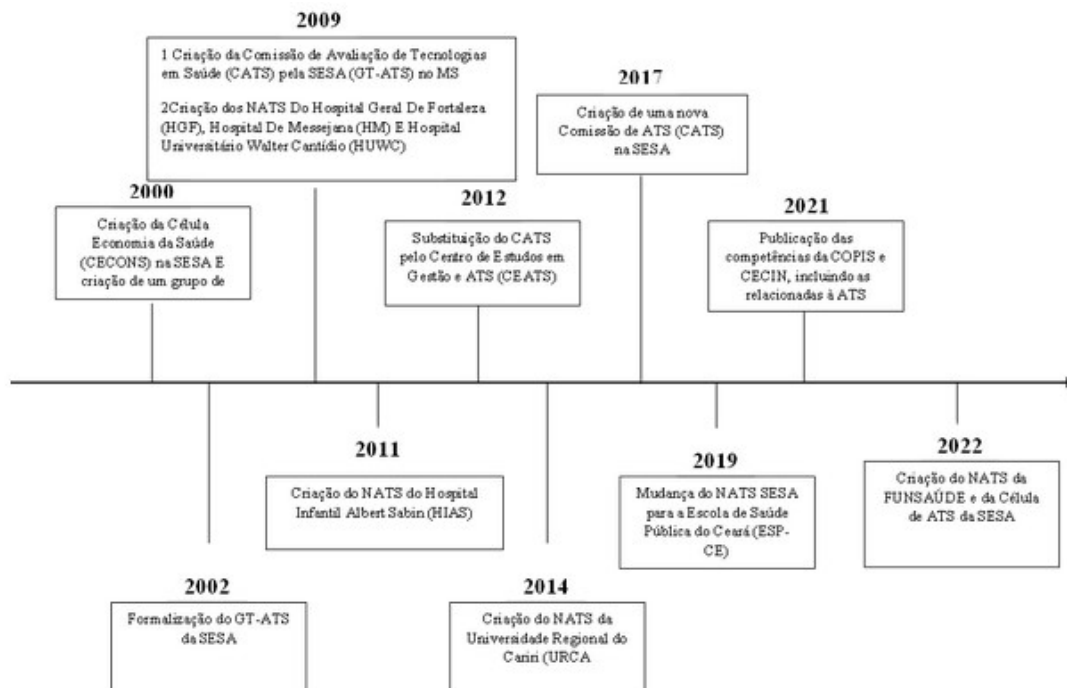 2009
1 Criação da Comissão de Avaliação de Tecnologias
em Saúde (CATS) pela SESA (GT-ATS) no MS
2Criação dos NATS Do Hospital Geral De Fortaleza
(HGF), Hospital De Messejana (HM) E Hospital
Universitário Walter Cantídio (HUWC)
2017
Criação de uma nova
Comissão de ATS (CATS)
na SESA
2000
Criação da Célula
Economia da Saúde
(CECONS) na SESA E
criação de um grupo de
2012
Substituição do CATS
pelo Centro de Estudos em
Gestão e ATS (CEATS)
2021
Publicação das
competências da COPIS e
CECIN, incluindo as
relacionadas à ATS
2011
Criação do NATS do Hospital
Infantil Albert Sabin (HIAS)
2019
Mudança do NATS SESA
para a Escola de Saúde
Pública do Ceará (ESP-
CE)
2022
Criação do NATS da
FUNSAÚDE e da Célula
de ATS da SESA
2002
Formalização do GT-ATS
da SESA
2014
Criação do NATS da
Universidade Regional do
Cariri (URCA